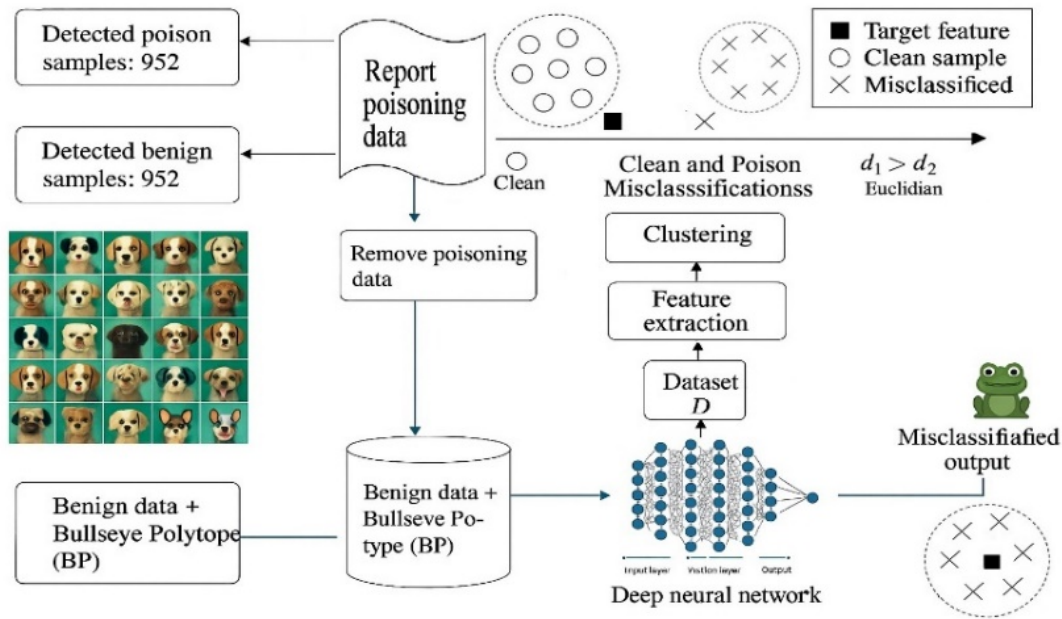 Detected poison
samples: 952
Detected benign
samples: 952
Report
poisoning
data
Clean
Target feature
Clean sample
Misclassificed
Clean and Poison
Misclasssificationss
d₁ > d₂
Euclidian
Remove poisoning
data
Clustering
Feature
extraction
Dataset
D
Misclassifiafied
output
Benign data +
Bullseye Polytope
(BP)
Benign data +
Bullseve Po-
type (BP)
Input layer
Output
Deep neural network